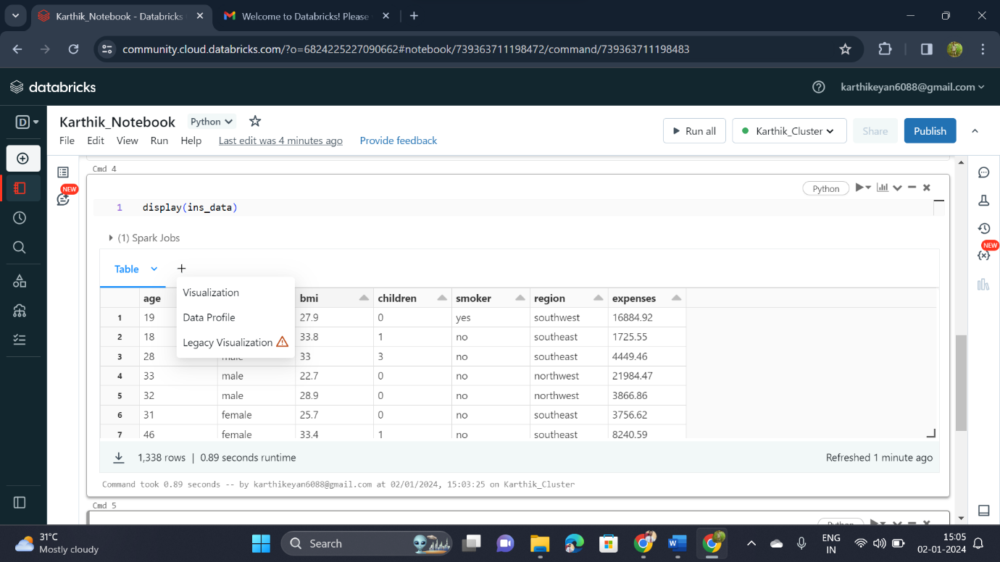 Karthik_Notebook - Databricks
Welcome to Databricks! Please
community.cloud.databricks.com/?o=6824225227090662#notebook/739363711198472/command/739363711198483
databricks
karthikeyan6088@gmail.com
D
Karthik_Notebook Python
Run all Karthik_Cluster Share Publish
File Edit View Run Help Last edit was 4 minutes ago Provide feedback
NEW
Cmd 4
Python
1 display(ins_data)
(1) Spark Jobs
NEW
Table +
Visualization
Data Profile
Legacy Visualization
age bmi children smoker region expenses
1 19 27.9 0 yes southwest 16884.92
2 18 33.8 1 no southeast 1725.55
3 28 male 33 3 no southeast 4449.46
4 33 male 22.7 0 no northwest 21984.47
5 32 male 28.9 0 no northwest 3866.86
6 31 female 25.7 0 no southeast 3756.62
7 46 female 33.4 1 no southeast 8240.59
1,338 rows | 0.89 seconds runtime
Refreshed 1 minute ago
Command took 0.89 seconds -- by karthikeyan6088@gmail.com at 02/01/2024, 15:03:25 on Karthik_Cluster
Cmd 5
Python
31°C
Mostly cloudy
Search
ENG
IN
15:05
02-01-2024